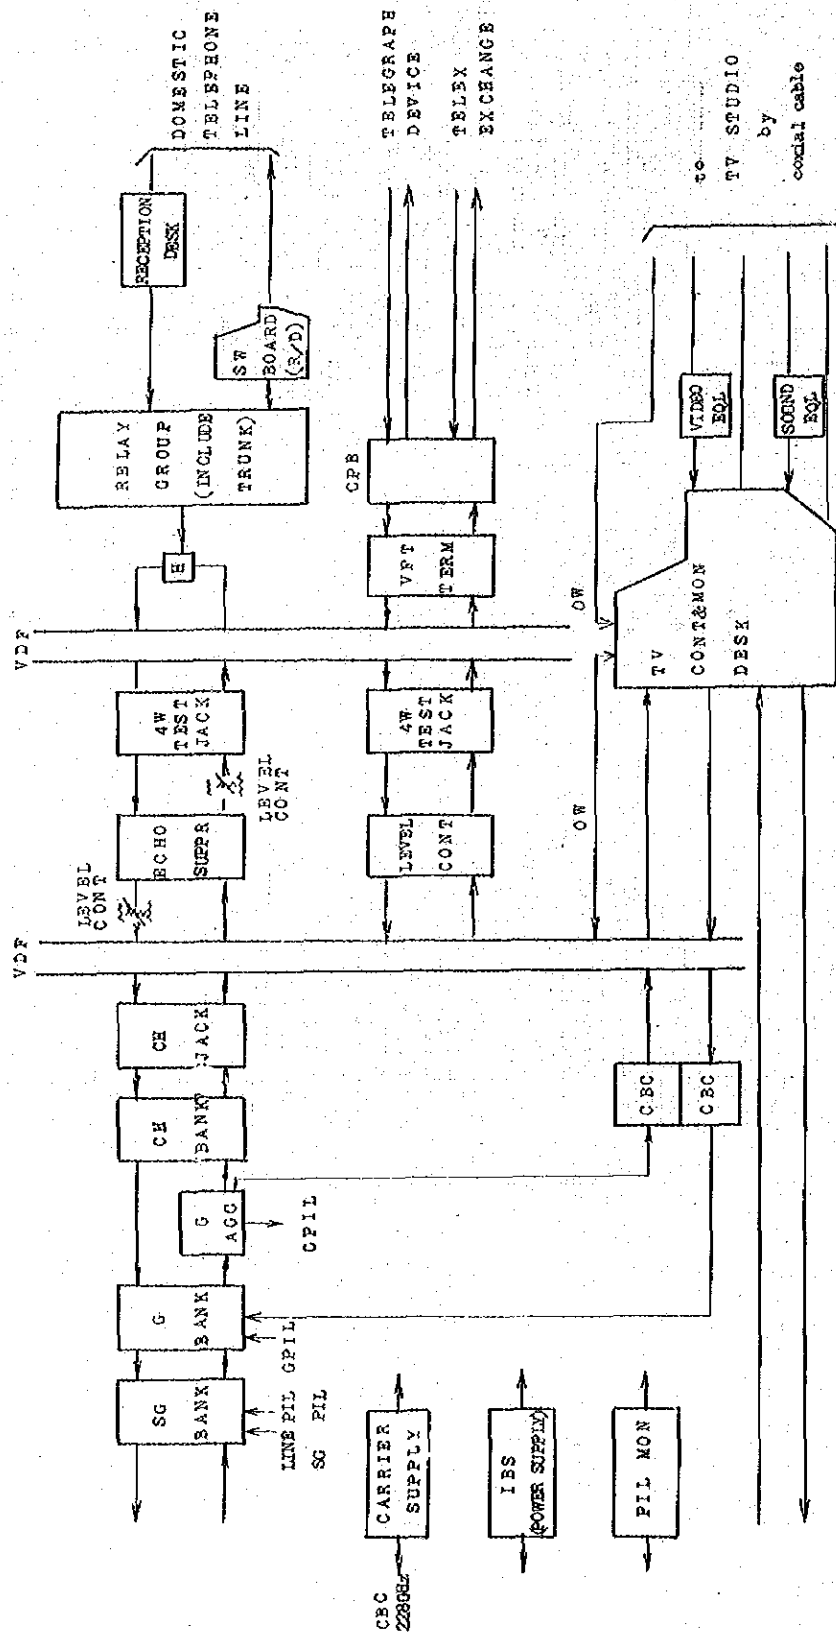 DOMESTIC
TELEPHONE
LINE
RECEPTION
DESK
SW
BOARD
(R/D)
RELAY
GROUP
(INCLUDE
TRUNK)
H
VDF
4W
TEST
JACK
LEVEL
CONT
ECHO
SUPPR
LEVEL
CONT
VDF
CH
JACK
CH
BANK
G
AGC
GPIL
G
BANK
GPIL
SG
BANK
LINE PIL
SG PIL
TELEGRAPH
DEVICE
TELEX
EXCHANGE
CPB
VFT
TERM
4W
TEST
JACK
LEVEL
CONT
CARRIER
SUPPLY
CBC
2280Hz
IBS
(POWER SUPPLY)
PIL MON
to
TV STUDIO
by
coxial cable
VIDEO
EQL
SOUND
EQL
OW
TV
CONT&MON
DESK
OW
CBC
CBC